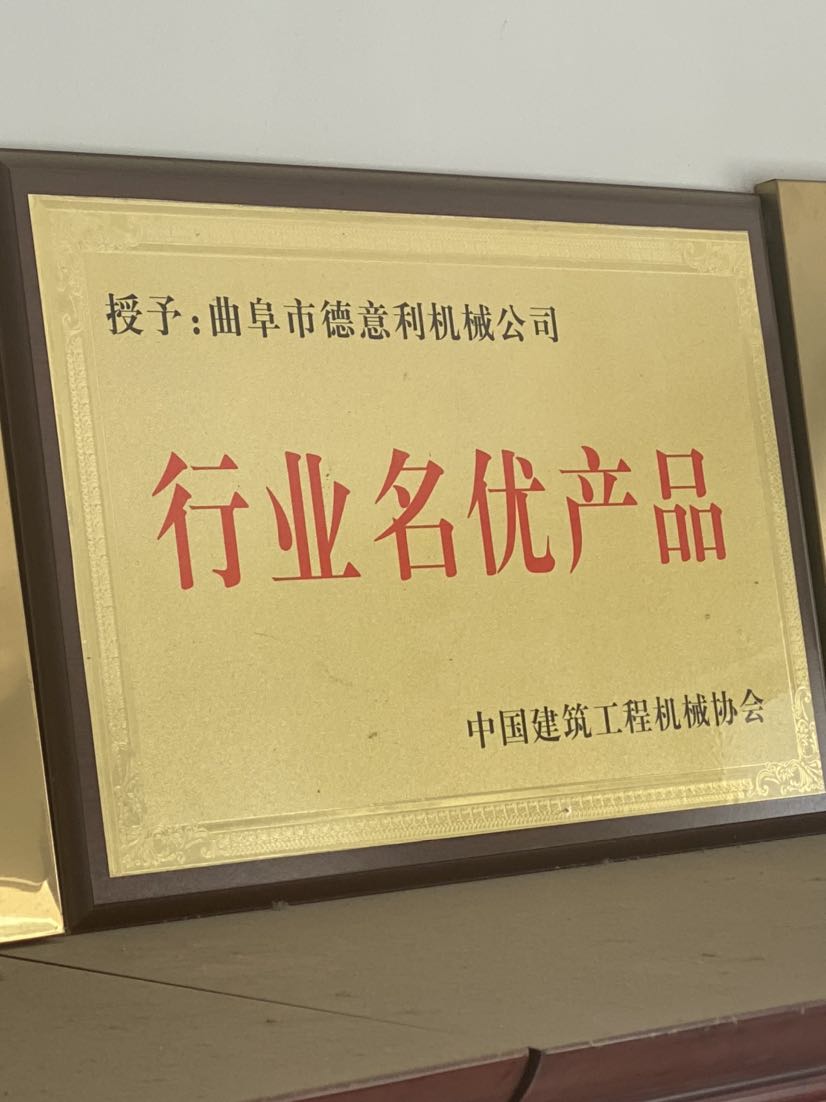 授予:曲阜市德意利机械公司
行业名优产品
中国建筑工程机械协会